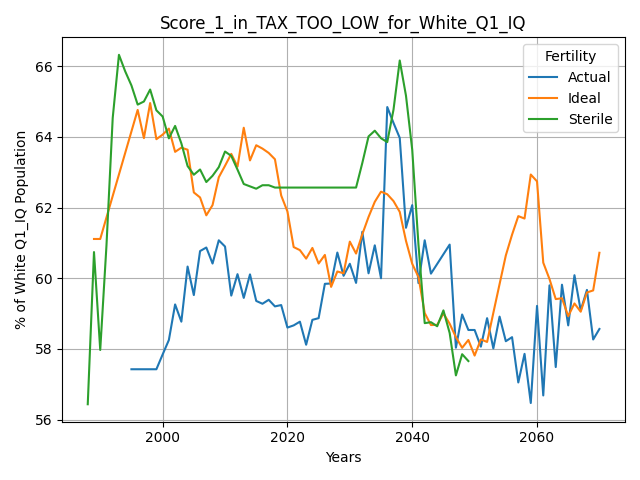 Score_1_in_TAX_TOO_LOW_for_White_Q1_IQ
% of White Q1_IQ Population
66
64
62
60
58
56
Fertility
Actual
Ideal
Sterile
2000
2020
2040
2060
Years